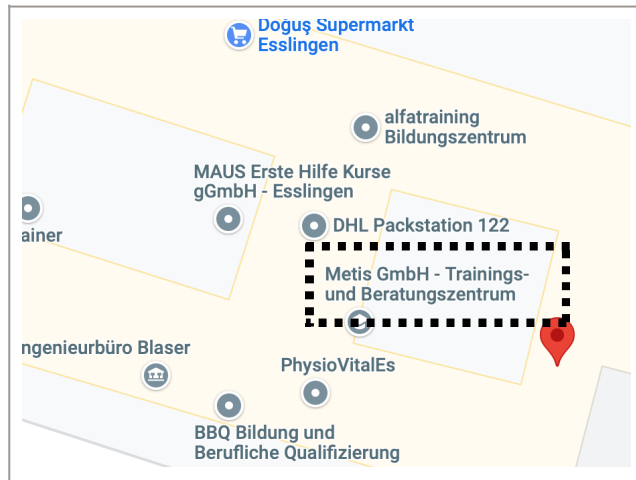 Doğuş Supermarkt
Esslingen
alfatraining
Bildungszentrum
MAUS Erste Hilfe Kurse
gGmbH - Esslingen
DHL Packstation 122
ainer
Metis GmbH - Trainings-
und Beratungszentrum
ngenieurbüro Blaser
PhysioVitalEs
BBQ Bildung und
Berufliche Qualifizierung